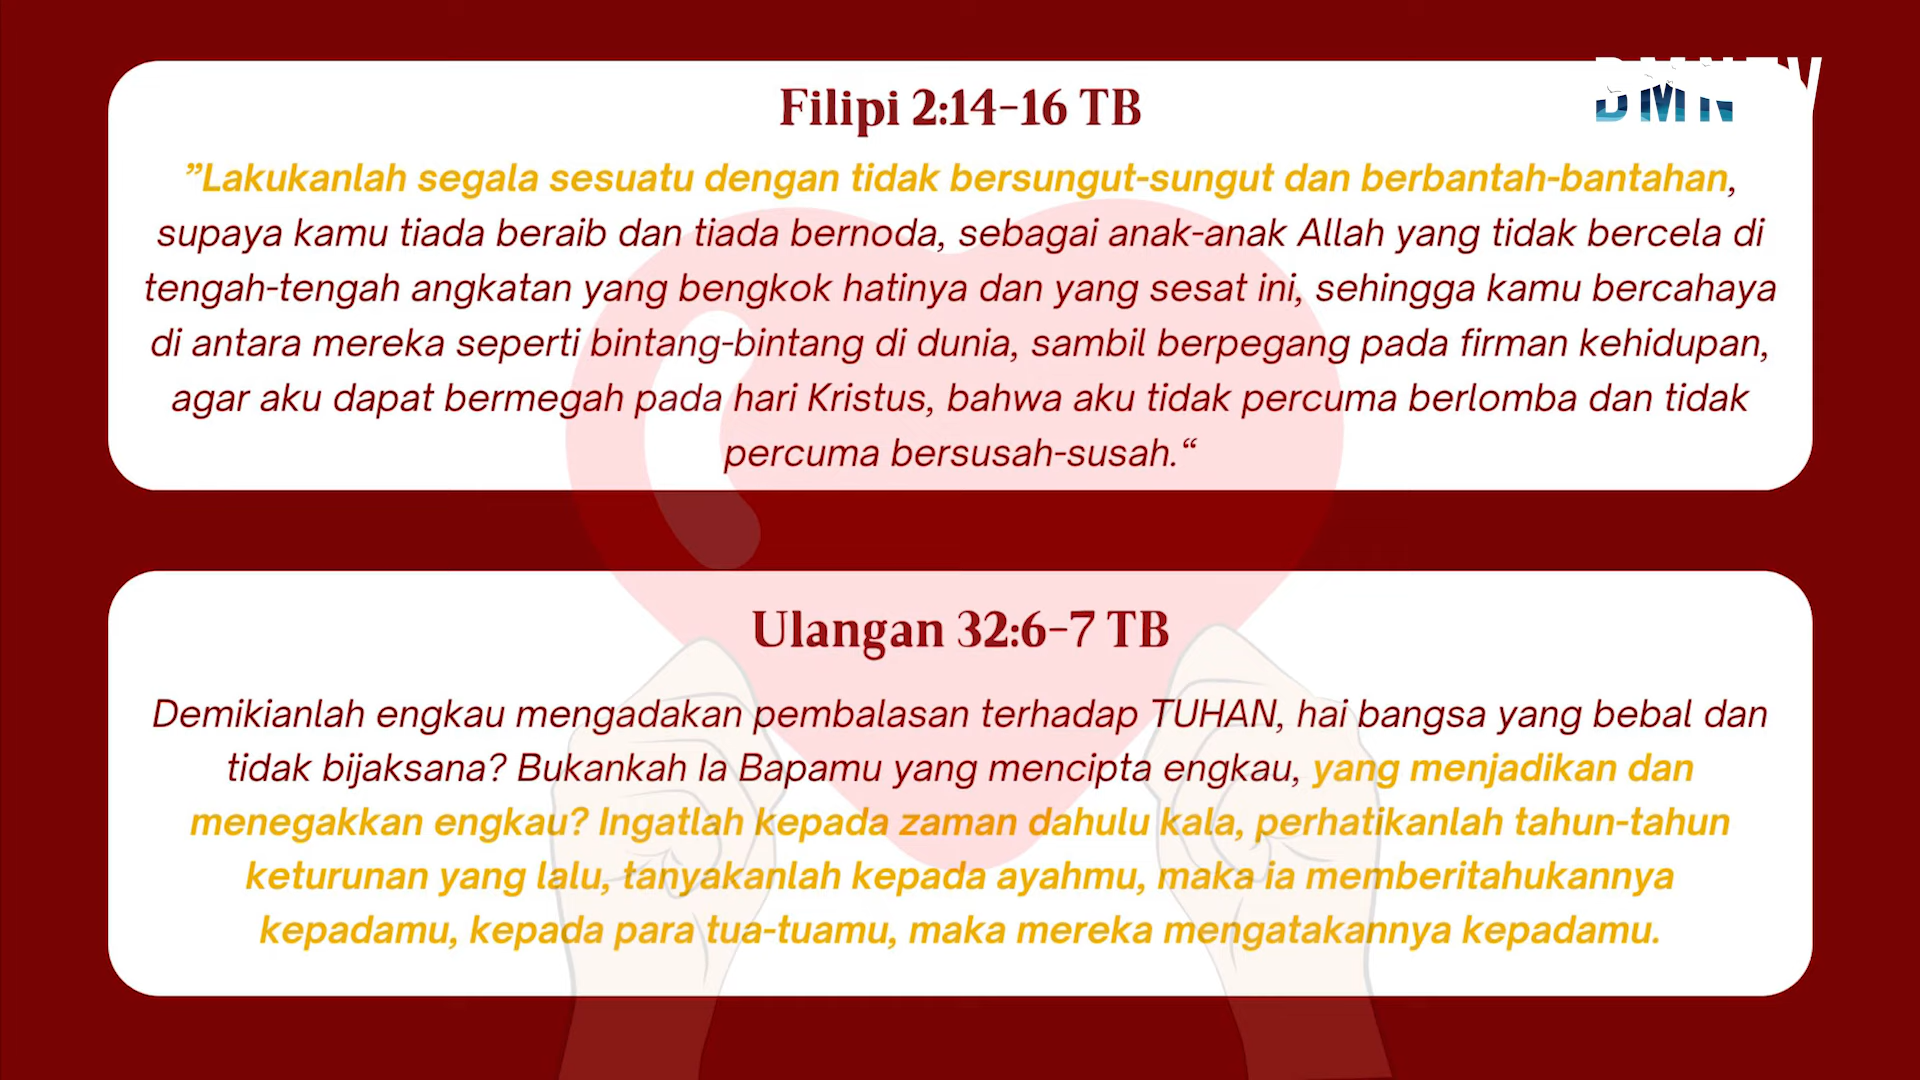 Filipi 2:14-16 TB
DMNTV
"Lakukanlah segala sesuatu dengan tidak bersungut-sungut dan berbantah-bantahan,
supaya kamu tiada beraib dan tiada bernoda, sebagai anak-anak Allah yang tidak bercela di
tengah-tengah angkatan yang bengkok hatinya dan yang sesat ini, sehingga kamu bercahaya
di antara mereka seperti bintang-bintang di dunia, sambil berpegang pada firman kehidupan,
agar aku dapat bermegah pada hari Kristus, bahwa aku tidak percuma berlomba dan tidak
percuma bersusah-susah.“
Ulangan 32:6-7 TB
Demikianlah engkau mengadakan pembalasan terhadap TUHAN, hai bangsa yang bebal dan
tidak bijaksana? Bukankah Ia Bapamu yang mencipta engkau, yang menjadikan dan
menegakkan engkau? Ingatlah kepada zaman dahulu kala, perhatikanlah tahun-tahun
keturunan yang lalu, tanyakanlah kepada ayahmu, maka ia memberitahukannya
kepadamu, kepada para tua-tuamu, maka mereka mengatakannya kepadamu.